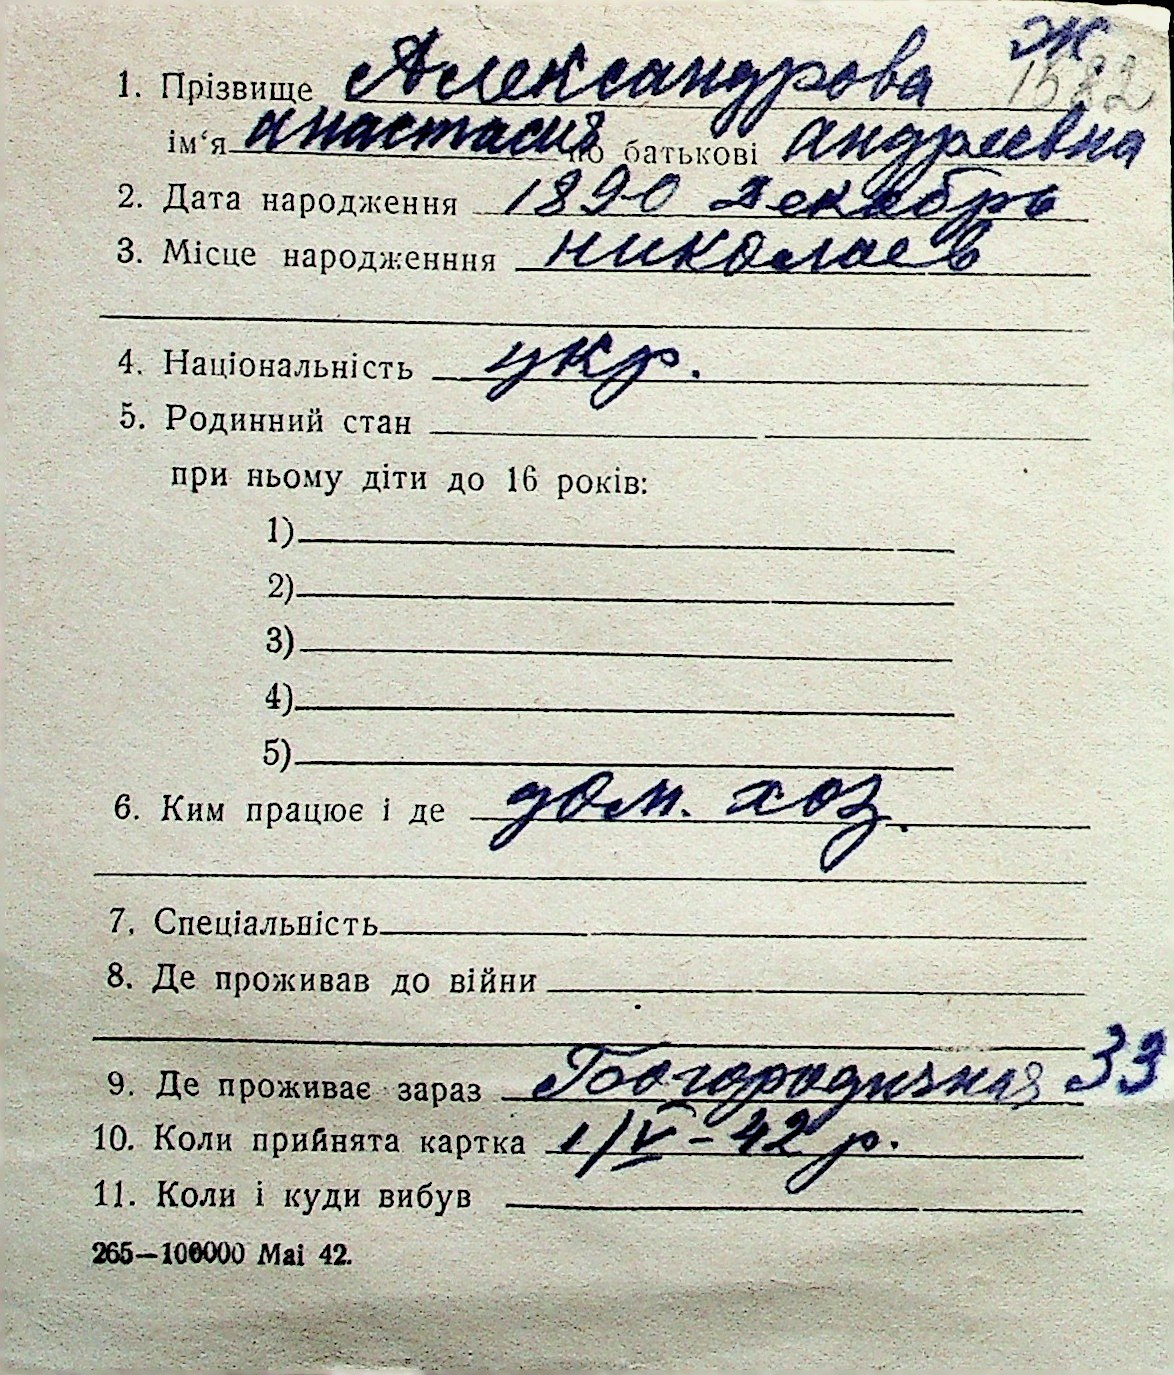 Ж
1582
1. Прізвище Александрова
ім‘я Анастасия по батькові Андреевна
2. Дата народження 1890 декабрь
3. Місце народженння Николаев
4. Національність укр.
5. Родинний стан
при ньому діти до 16 років:
1)
2)
3)
4)
5)
6. Ким працює і де дом. хоз.
7. Спеціальність
8. Де проживав до війни
9. Де проживає зараз Богородичная 33
10. Коли прийнята картка 1/V – 42 р.
11. Коли і куди вибув
265—100000 Mai 42.